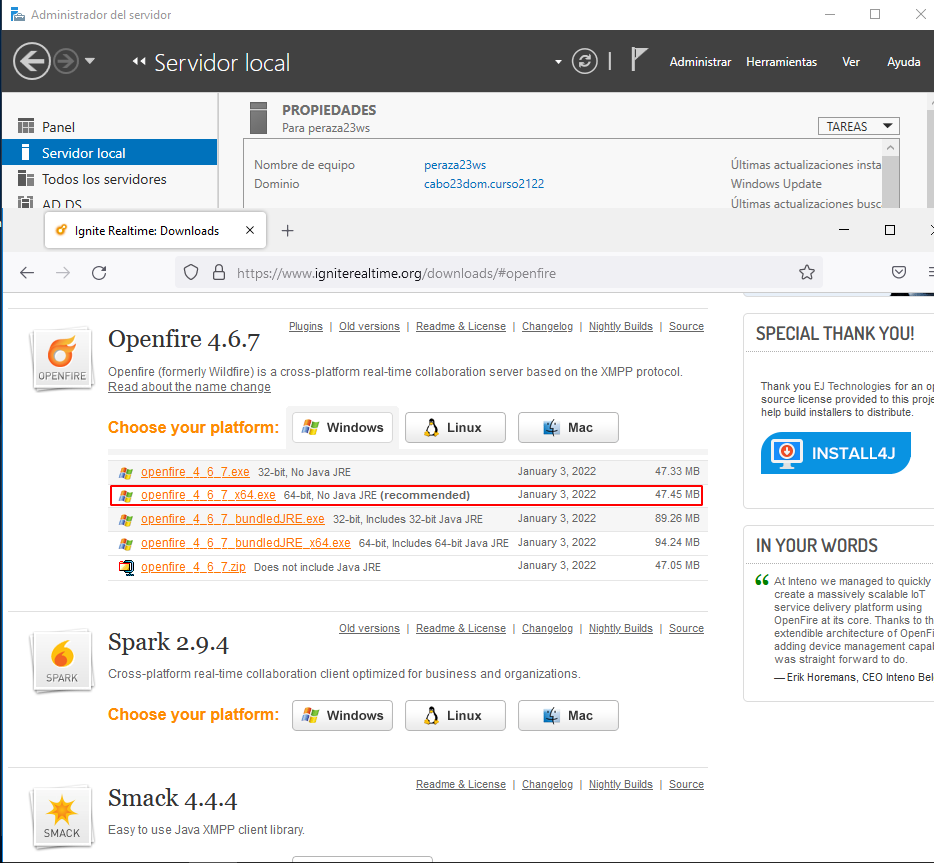 Administrador del servidor
Servidor local
Administrar Herramientas Ver Ayuda
Panel
Servidor local
Todos los servidores
AD DS
PROPIEDADES
Para peraza23ws
TAREAS
Nombre de equipo peraza23ws Últimas actualizaciones insta
Dominio cabo23dom.curso2122 Windows Update
Últimas actualizaciones busc
Ignite Realtime: Downloads
https://www.igniterealtime.org/downloads/#openfire
OPENFIRE
Openfire 4.6.7
Plugins | Old versions | Readme & License | Changelog | Nightly Builds | Source
Openfire (formerly Wildfire) is a cross-platform real-time collaboration server based on the XMPP protocol.
Read about the name change
Choose your platform: Windows Linux Mac
openfire_4_6_7.exe 32-bit, No Java JRE January 3, 2022 47.33 MB
openfire_4_6_7_x64.exe 64-bit, No Java JRE (recommended) January 3, 2022 47.45 MB
openfire_4_6_7_bundledJRE.exe 32-bit, Includes 32-bit Java JRE January 3, 2022 89.26 MB
openfire_4_6_7_bundledJRE_x64.exe 64-bit, Includes 64-bit Java JRE January 3, 2022 94.24 MB
openfire_4_6_7.zip Does not include Java JRE January 3, 2022 47.05 MB
SPARK
Spark 2.9.4
Old versions | Readme & License | Changelog | Nightly Builds | Source
Cross-platform real-time collaboration client optimized for business and organizations.
Choose your platform: Windows Linux Mac
SMACK
Smack 4.4.4
Readme & License | Changelog | Nightly Builds | Source
Easy to use Java XMPP client library.
SPECIAL THANK YOU!
Thank you EJ Technologies for an op
source license provided to this proje
help build installers to distribute.
INSTALL4J
IN YOUR WORDS
At Inteno we managed to quickly
create a massively scalable IoT
service delivery platform using
OpenFire at its core. Thanks to th
extendible architecture of OpenFi
adding device management capal
was straight forward to do.
— Erik Horemans, CEO Inteno Bel